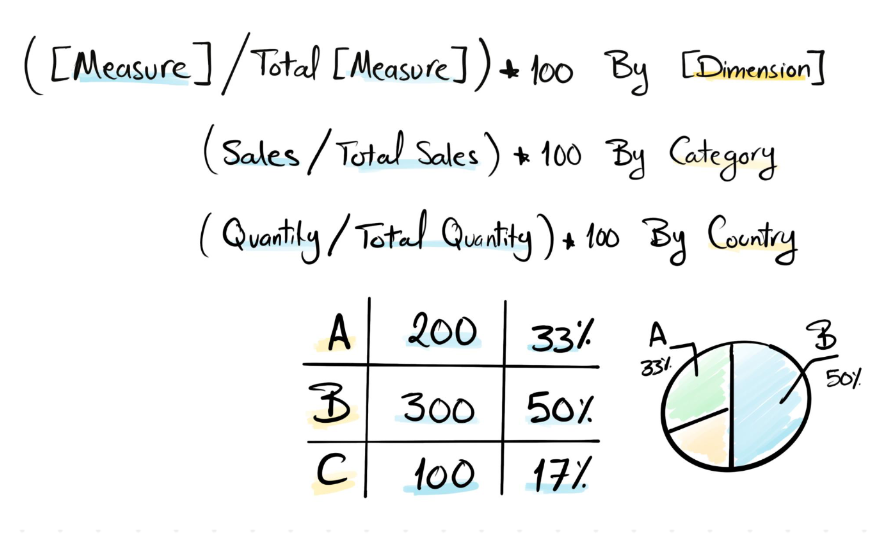 ([Measure]/Total [Measure]) * 100 By [Dimension]
(Sales / Total Sales) * 100 By Category
(Quantity / Total Quantity) * 100 By Country
A 200 33%
B 300 50%
C 100 17%
A
33%
B
50%